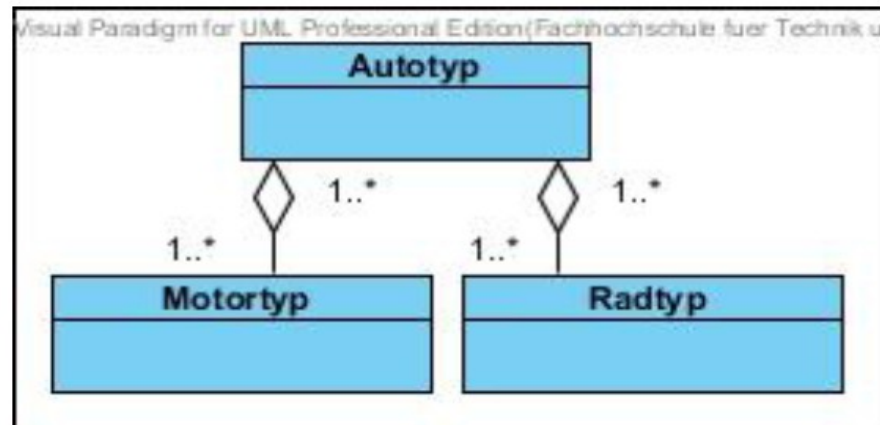 Visual Paradigm for UML Professional Edition(Fachhochschule fuer Technik u
Autotyp
1..* 1..*
1..* 1..*
Motortyp Radtyp